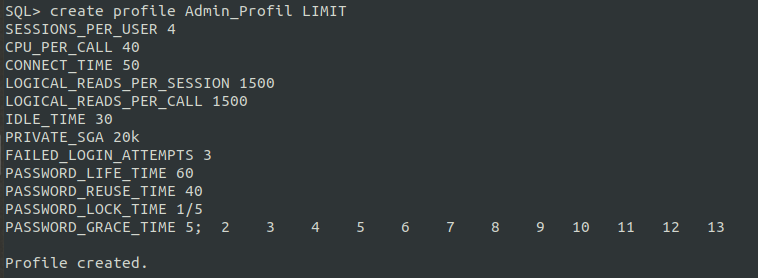 SQL> create profile Admin_Profil LIMIT
SESSIONS_PER_USER 4
CPU_PER_CALL 40
CONNECT_TIME 50
LOGICAL_READS_PER_SESSION 1500
LOGICAL_READS_PER_CALL 1500
IDLE_TIME 30
PRIVATE_SGA 20k
FAILED_LOGIN_ATTEMPTS 3
PASSWORD_LIFE_TIME 60
PASSWORD_REUSE_TIME 40
PASSWORD_LOCK_TIME 1/5
PASSWORD_GRACE_TIME 5;  2    3    4    5    6    7    8    9   10   11   12   13
Profile created.